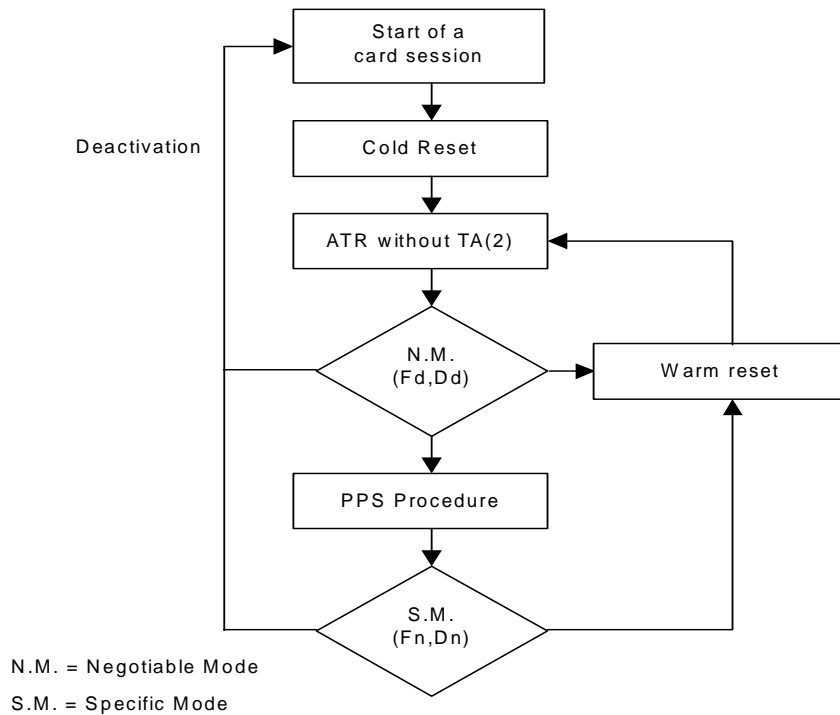 Start of a
card session
Deactivation
Cold Reset
ATR without TA(2)
N.M.
(Fd,Dd)
Warm reset
PPS Procedure
S.M.
(Fn,Dn)
N.M. = Negotiable Mode
S.M. = Specific Mode